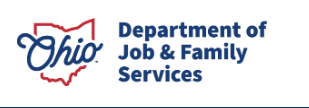 Ohio
Department of
Job & Family
Services